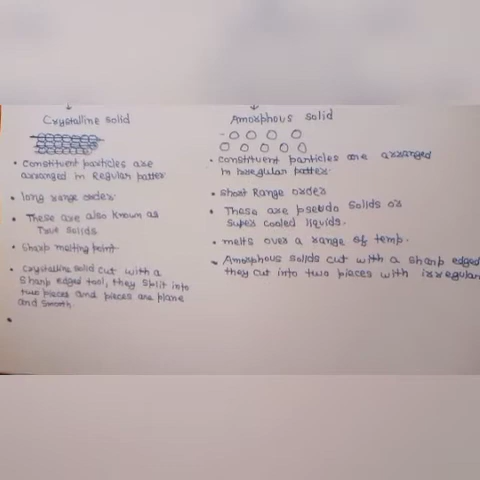 Crystalline solid
• Constituent particles are
arranged in Regular patter
• long range order
• These are also known as
True solids
• Sharp melting point
• Crystalline solid cut with a
Sharp edged tool, they split into
two pieces and pieces are plane
and smooth.
Amorphous solid
• Constituent particles are arranged
in irregular patter.
• Short Range order
• These are pseudo solids or
super cooled liquids.
• melts over a range of temp.
• Amorphous solids cut with a sharp edged
they cut into two pieces with irregular